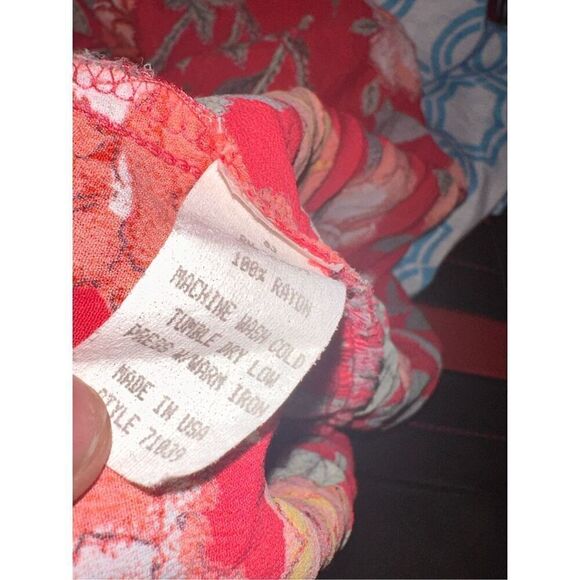 100% RAYON
MACHINE WASH COLD
TUMBLE DRY LOW
PRESS W/WARM IRON
MADE IN USA
STYLE 71039